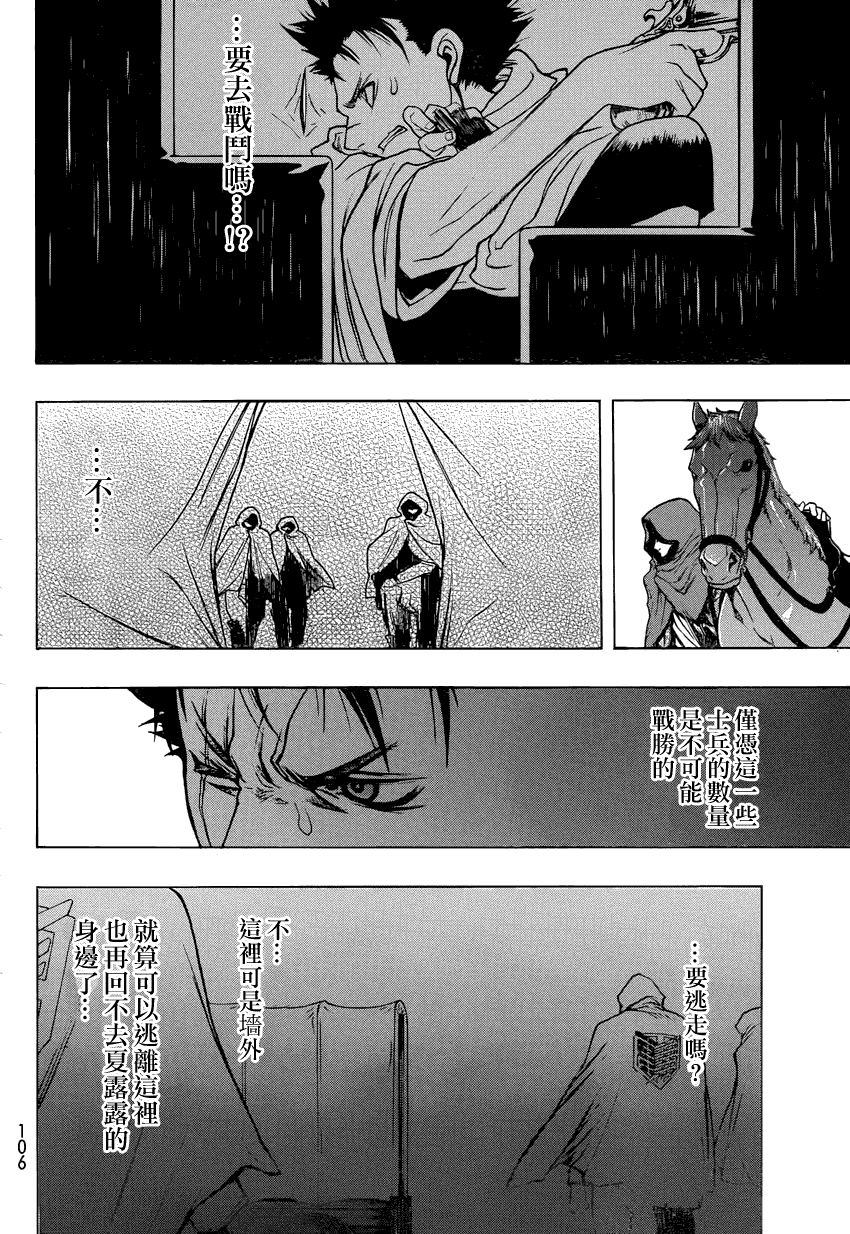 …要去戰鬥嗎…!?
…不…
僅憑這一些
士兵的數量
是不可能
戰勝的
…要逃走嗎？
不…
這裡可是墻外
就算可以逃離這裡
也再回不去夏露露的
身邊了…
106